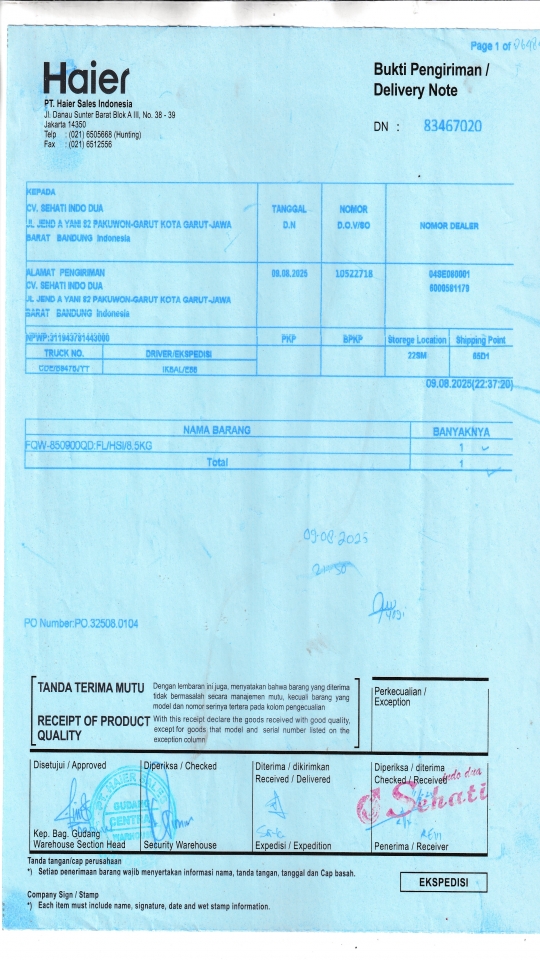 Page 1 of
Haier
PT. Haier Sales Indonesia
Jl. Danau Sunter Barat Blok A III, No. 38 - 39
Jakarta 14350
Telp : (021) 6505668 (Hunting)
Fax : (021) 6512556
Bukti Pengiriman /
Delivery Note
DN : 83467020
KEPADA
CV. SEHATI INDO DUA
JL JEND A YANI 82 PAKUWON-GARUT KOTA GARUT-JAWA
BARAT BANDUNG Indonesia
TANGGAL
D.N
NOMOR
D.O.V/SO
NOMOR DEALER
ALAMAT PENGIRIMAN
CV. SEHATI INDO DUA
JL JEND A YANI 82 PAKUWON-GARUT KOTA GARUT-JAWA
BARAT BANDUNG Indonesia
09.08.2025
10522718
NPWP:311943781443000
PKP
BPKP
Storege Location
Shipping Point
TRUCK NO.
DRIVER/EKSPEDISI
09.08.2025(22:37:20)
NAMA BARANG
BANYAKNYA
FQW-850900QD:FL/HSI/8.5KG
1
Total
1
09.08 2025
PO Number:PO.32508.0104
TANDA TERIMA MUTU
Dengan lembaran ini juga, menyatakan bahwa barang yang diterima
tidak bermasalah secara manajemen mutu, kecuali barang yang
model dan nomor serinya tertera pada kolom pengecualian
RECEIPT OF PRODUCT
QUALITY
With this receipt declare the goods received with good quality,
except for goods that model and serial number listed on the
exception column
Perkecualian /
Exception
Disetujui / Approved
Diperiksa / Checked
Diterima / dikirimkan
Received / Delivered
Diperiksa / diterima
Checked / Received
GUDANG
CENTRAL
indo dua
Sehati
Kep. Bag. Gudang
Warehouse Section Head
Security Warehouse
Expedisi / Expedition
Penerima / Receiver
Tanda tangan/cap perusahaan
*) Setiap penerimaan barang wajib menyertakan informasi nama, tanda tangan, tanggal dan Cap basah.
EKSPEDISI
Company Sign / Stamp
*) Each item must include name, signature, date and wet stamp information.